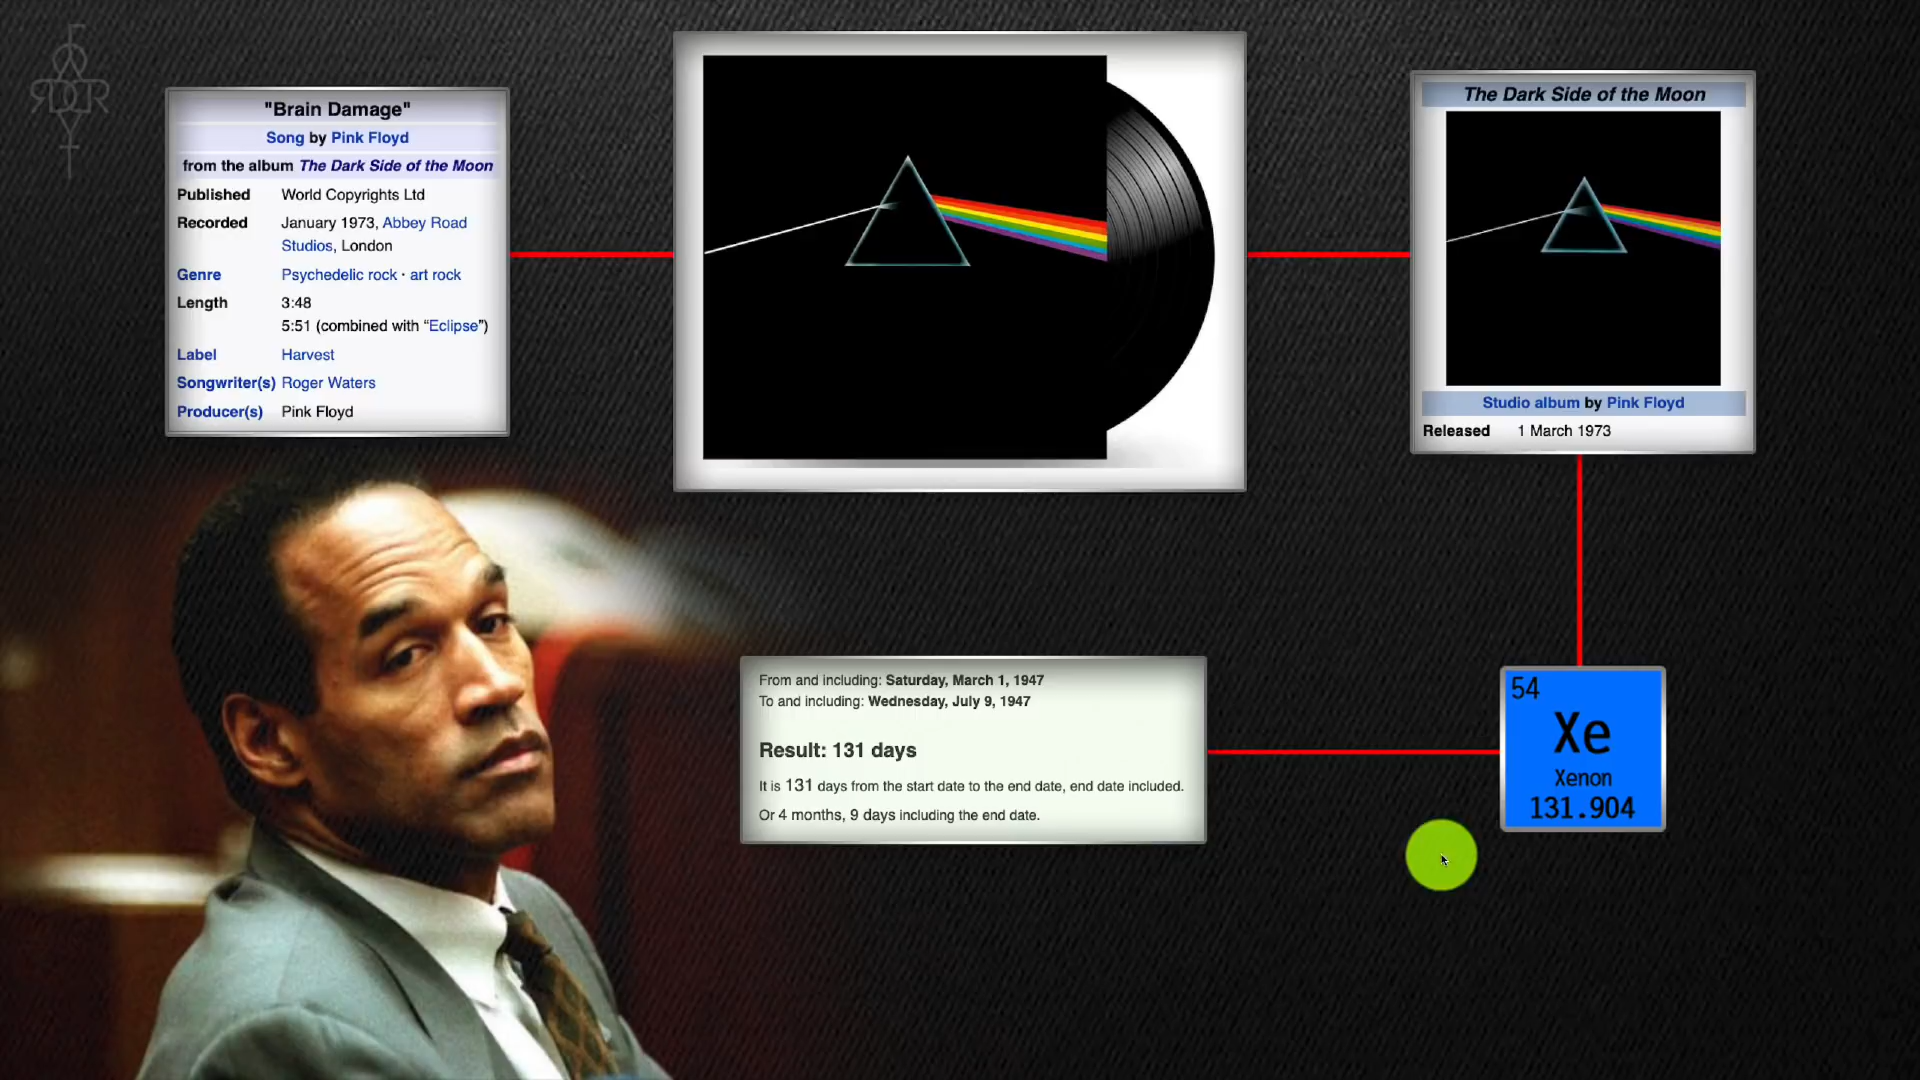 "Brain Damage"
Song by Pink Floyd
from the album The Dark Side of the Moon
Published World Copyrights Ltd
Recorded January 1973, Abbey Road
Studios, London
Genre Psychedelic rock · art rock
Length 3:48
5:51 (combined with “Eclipse”)
Label Harvest
Songwriter(s) Roger Waters
Producer(s) Pink Floyd
The Dark Side of the Moon
Studio album by Pink Floyd
Released 1 March 1973
From and including: Saturday, March 1, 1947
To and including: Wednesday, July 9, 1947
Result: 131 days
It is 131 days from the start date to the end date, end date included.
Or 4 months, 9 days including the end date.
54
Xe
Xenon
131.904